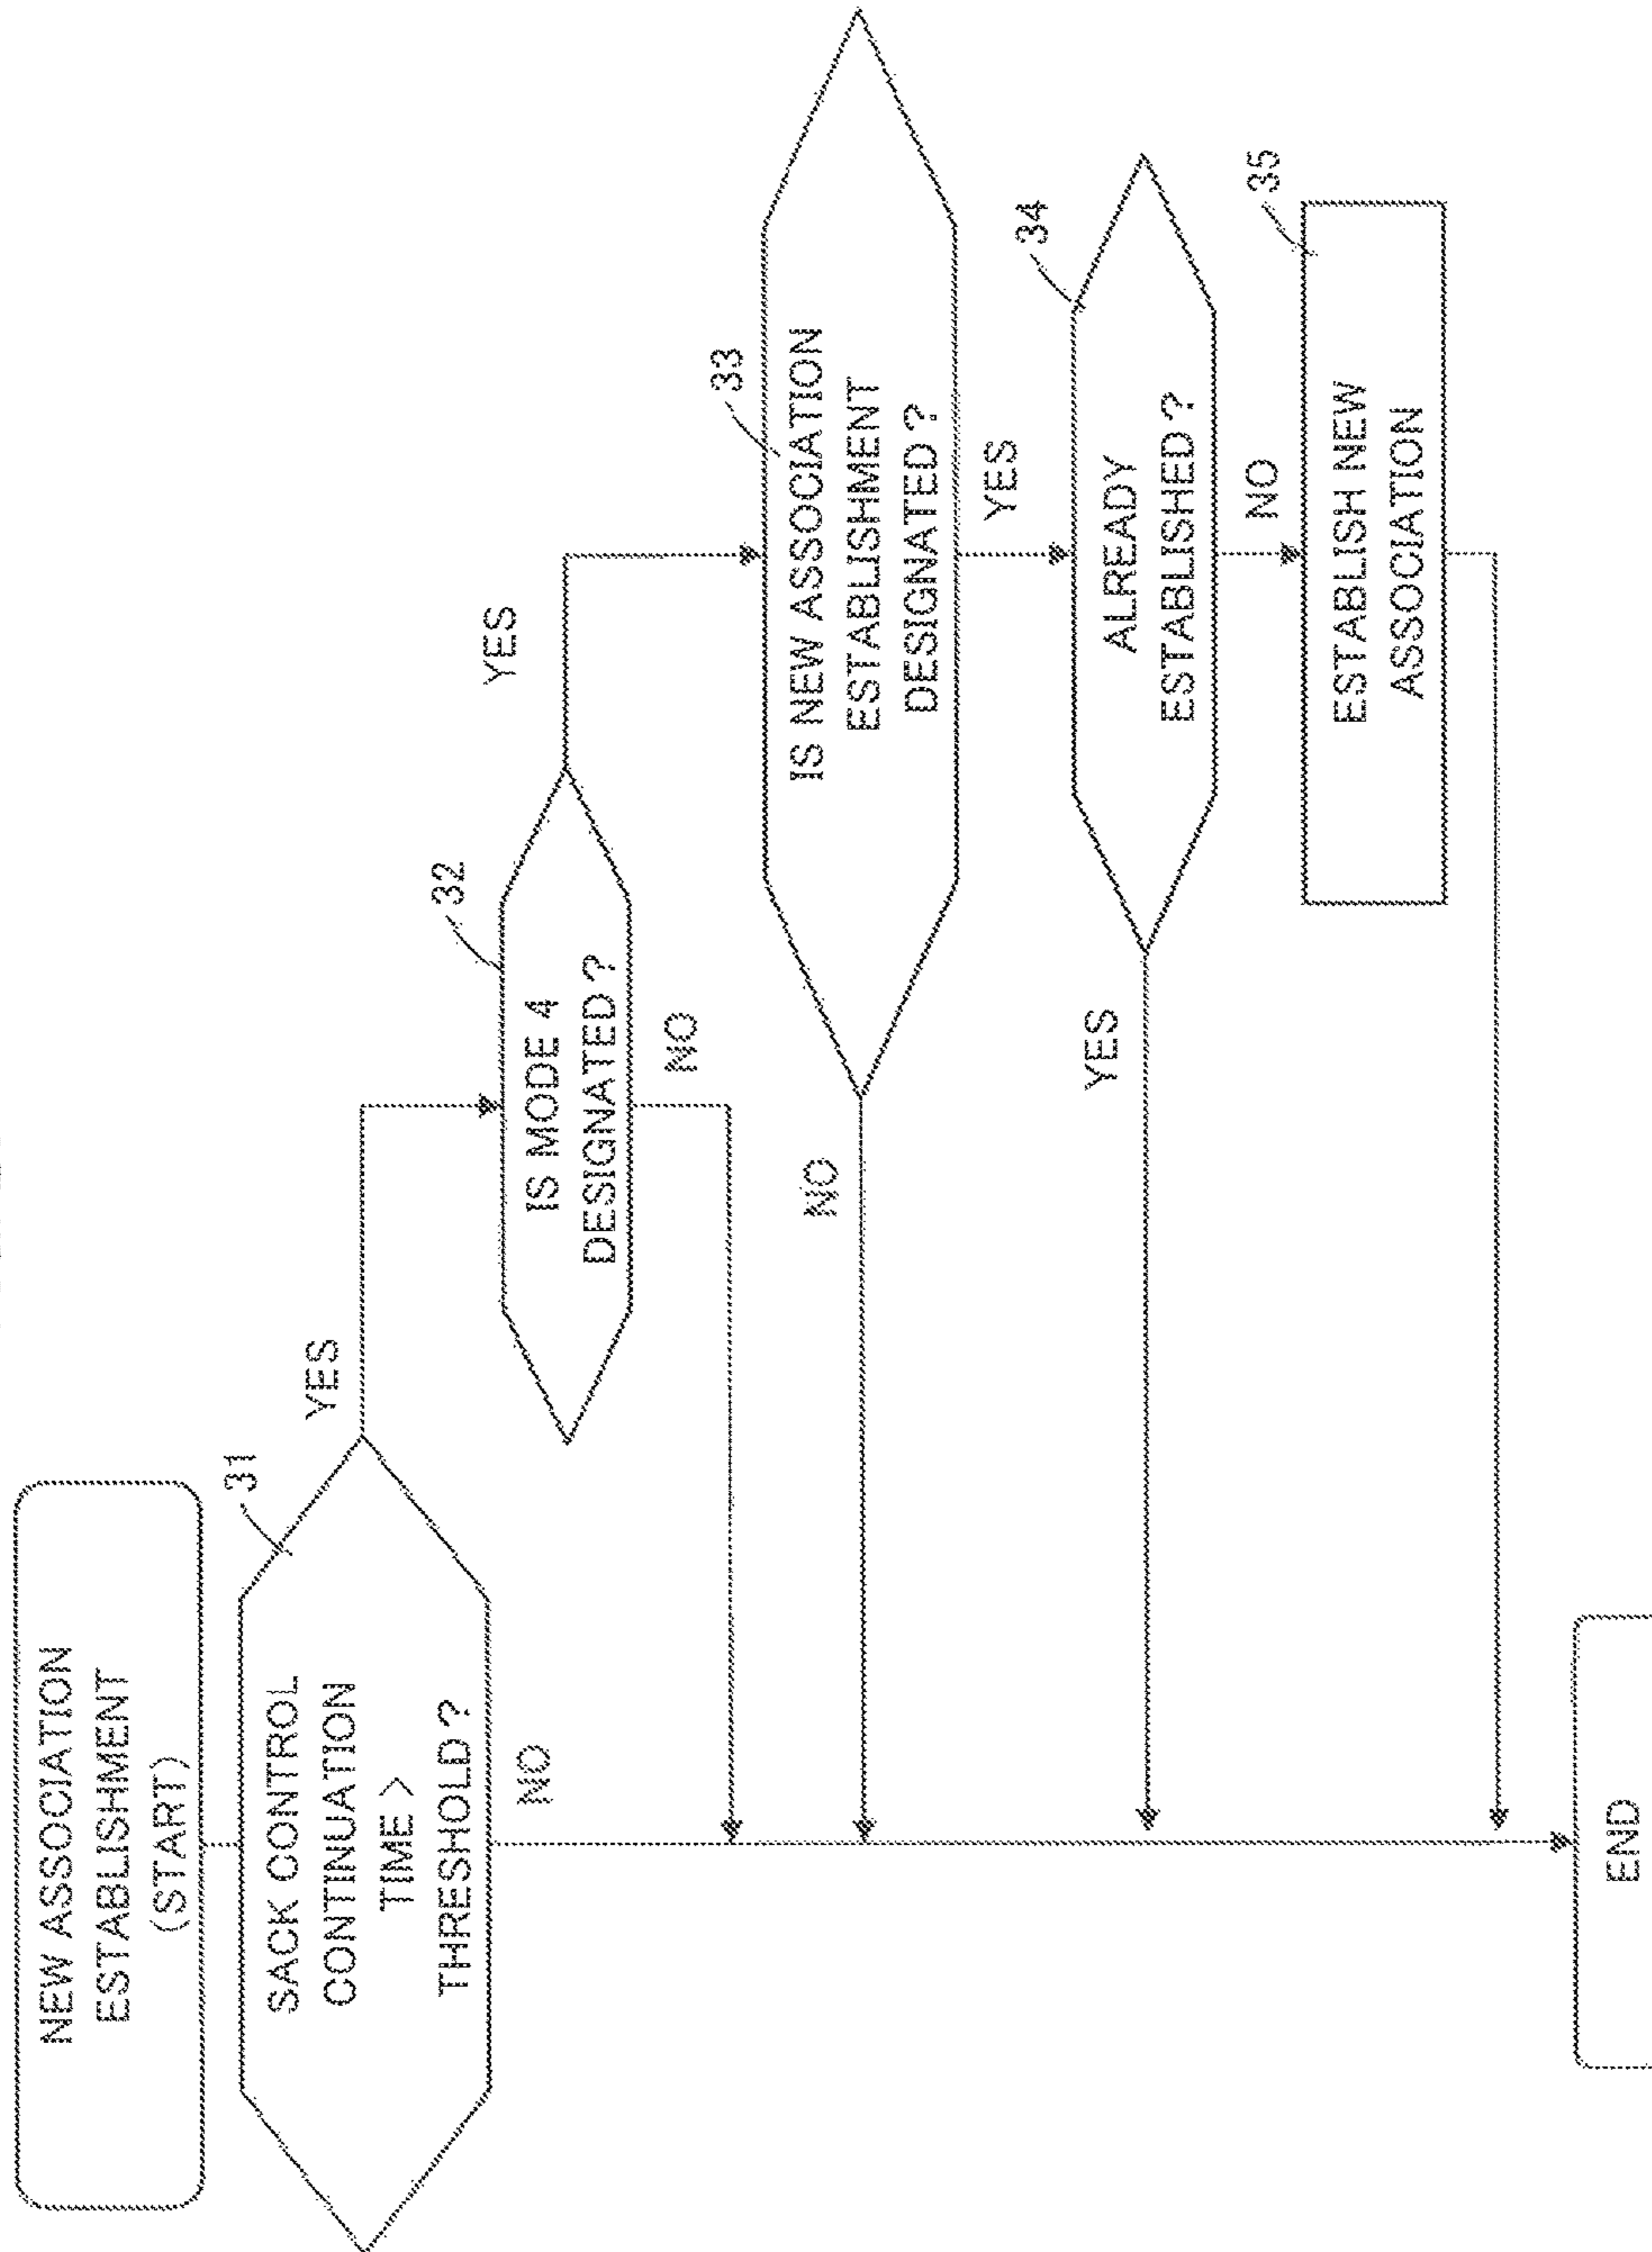 NEW ASSOCIATION
ESTABLISHMENT
(START)
31
SACK CONTROL
CONTINUATION
TIME >
THRESHOLD ?
YES
NO
32
IS MODE 4
DESIGNATED ?
YES
NO
33
IS NEW ASSOCIATION
ESTABLISHMENT
DESIGNATED ?
NO
YES
34
ALREADY
ESTABLISHED ?
YES
NO
35
ESTABLISH NEW
ASSOCIATION
END